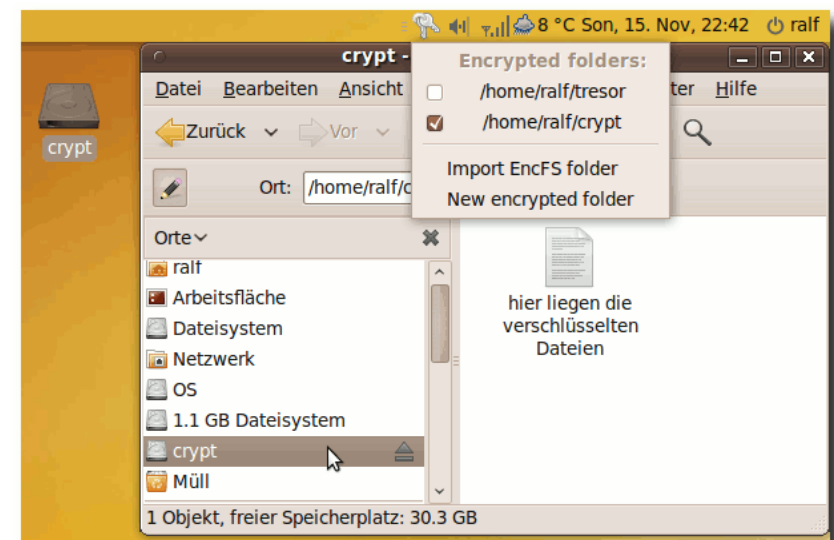 8 °C Son, 15. Nov, 22:42 ralf
crypt -
Datei Bearbeiten Ansicht ter Hilfe
Encrypted folders:
/home/ralf/tresor
/home/ralf/crypt
Import EncFS folder
New encrypted folder
Zurück Vor
Ort: /home/ralf/c
crypt
Orte
ralf
Arbeitsfläche
Dateisystem
Netzwerk
OS
1.1 GB Dateisystem
crypt
Müll
hier liegen die
verschlüsselten
Dateien
1 Objekt, freier Speicherplatz: 30.3 GB